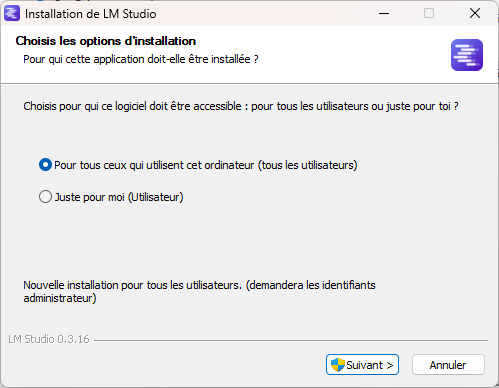 Installation de LM Studio
Choisis les options d'installation
Pour qui cette application doit-elle être installée ?
Choisis pour qui ce logiciel doit être accessible : pour tous les utilisateurs ou juste pour toi ?
Pour tous ceux qui utilisent cet ordinateur (tous les utilisateurs)
Juste pour moi (Utilisateur)
Nouvelle installation pour tous les utilisateurs. (demandera les identifiants
administrateur)
LM Studio 0.3.16
Suivant >
Annuler